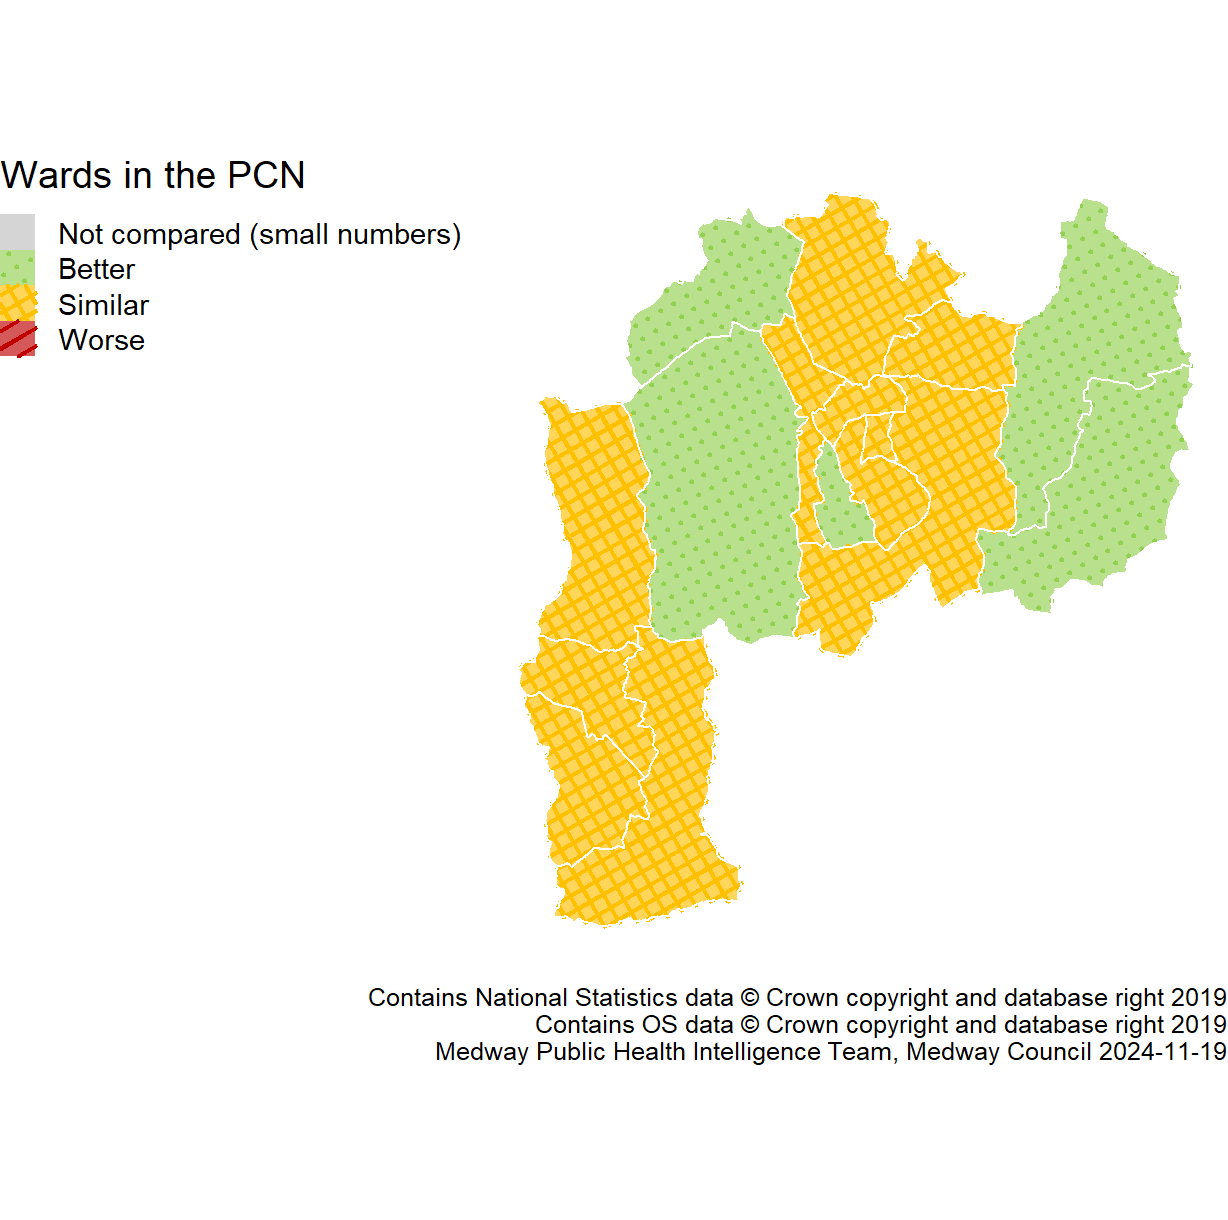 Wards in the PCN
Not compared (small numbers)
Better
Similar
Worse
Contains National Statistics data © Crown copyright and database right 2019
Contains OS data © Crown copyright and database right 2019
Medway Public Health Intelligence Team, Medway Council 2024-11-19